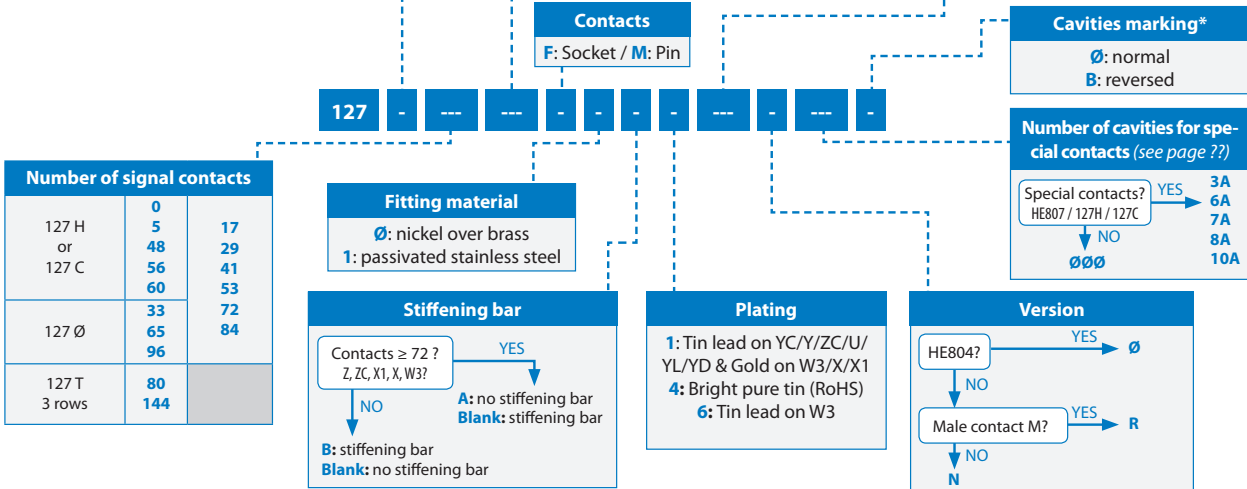 Contacts
F: Socket / M: Pin
Cavities marking*
Ø: normal
B: reversed
127 - --- --- - - - - --- - --- -
Number of signal contacts
127 H
or
127 C
0
5
48
56
60
127 Ø
33
65
96
17
29
41
53
72
84
127 T
3 rows
80
144
Fitting material
Ø: nickel over brass
1: passivated stainless steel
Number of cavities for spe-
cial contacts (see page ??)
Special contacts?
HE807 / 127H / 127C
YES
3A
6A
7A
8A
10A
NO
ØØØ
Stiffening bar
Contacts ≥ 72 ?
Z, ZC, X1, X, W3?
YES
A: no stiffening bar
Blank: stiffening bar
NO
B: stiffening bar
Blank: no stiffening bar
Plating
1: Tin lead on YC/Y/ZC/U/
YL/YD & Gold on W3/X/X1
4: Bright pure tin (RoHS)
6: Tin lead on W3
Version
HE804?
YES
Ø
NO
Male contact M?
YES
R
NO
N